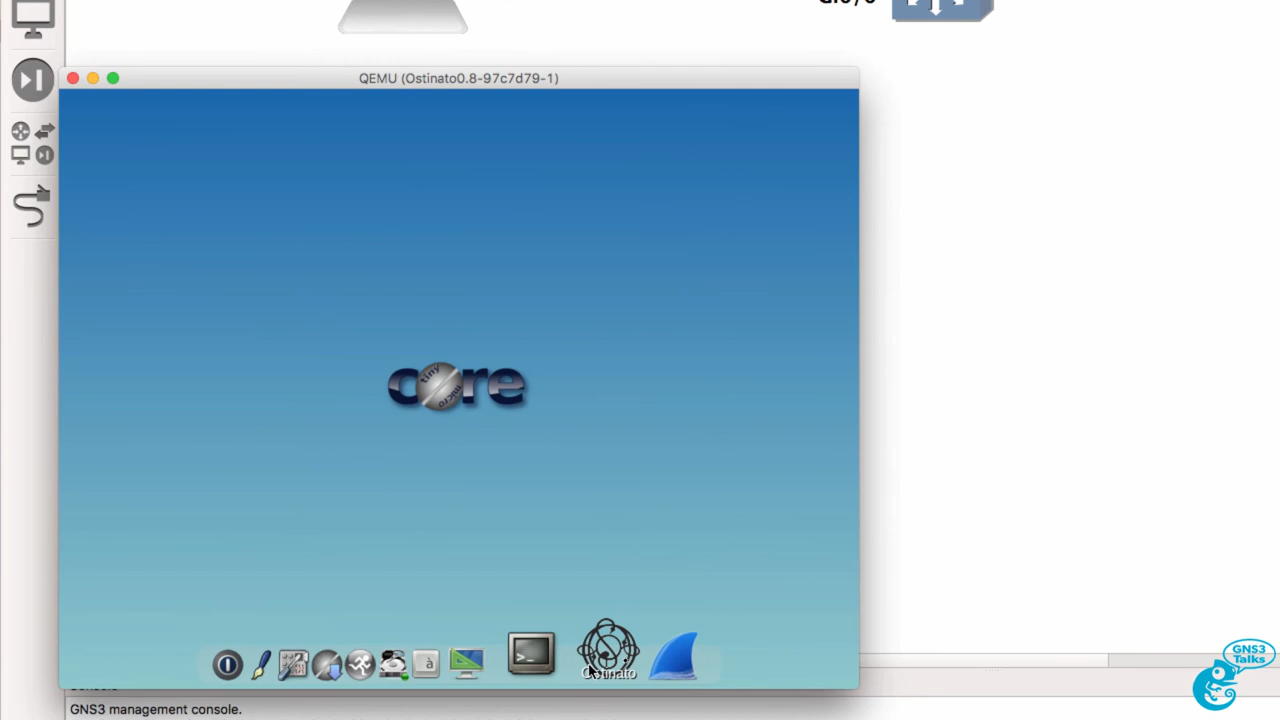 QEMU (Ostinato0.8-97c7d79-1)
core
tiny
micro
>_
à
Ostinato
GNS3 management console.
GNS3
Talks